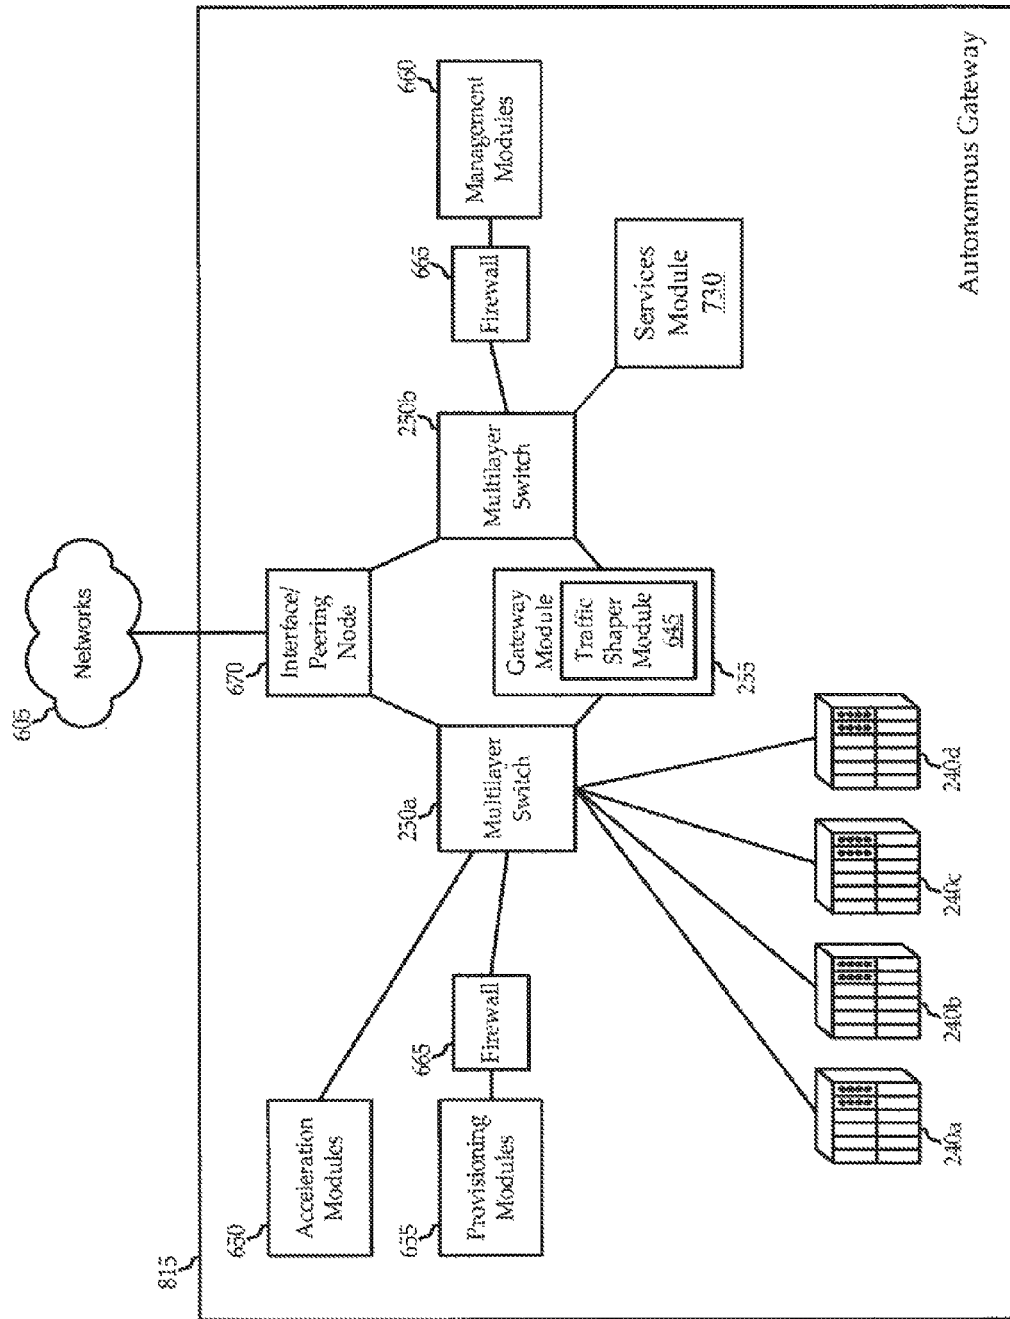 605
Networks
815
650
Acceleration
Modules
670
Interface/
Peering
Node
655
Provisioning
Modules
665
Firewall
250a
Multilayer
Switch
250b
Multilayer
Switch
665
Firewall
660
Management
Modules
Gateway
Module
Traffic
Shaper
Module
645
255
Services
Module
730
240a
240b
240c
240d
Autonomous Gateway